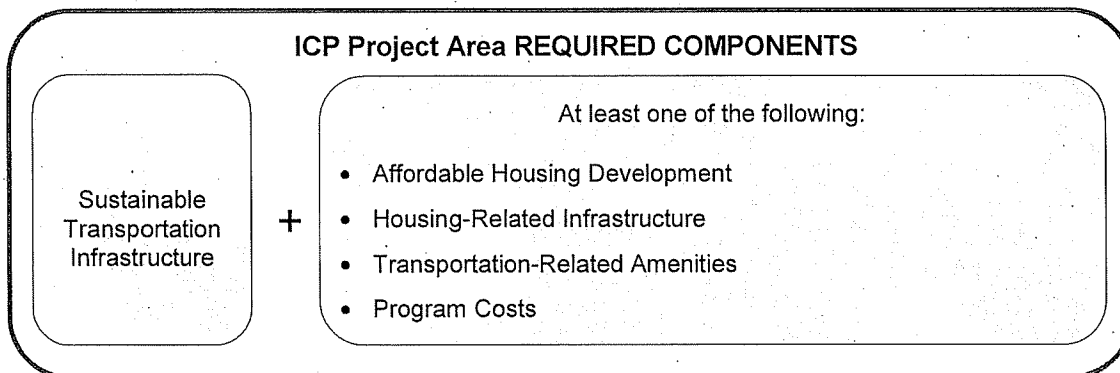 ICP Project Area REQUIRED COMPONENTS
Sustainable
Transportation
Infrastructure
+
At least one of the following:
• Affordable Housing Development
• Housing-Related Infrastructure
• Transportation-Related Amenities
• Program Costs